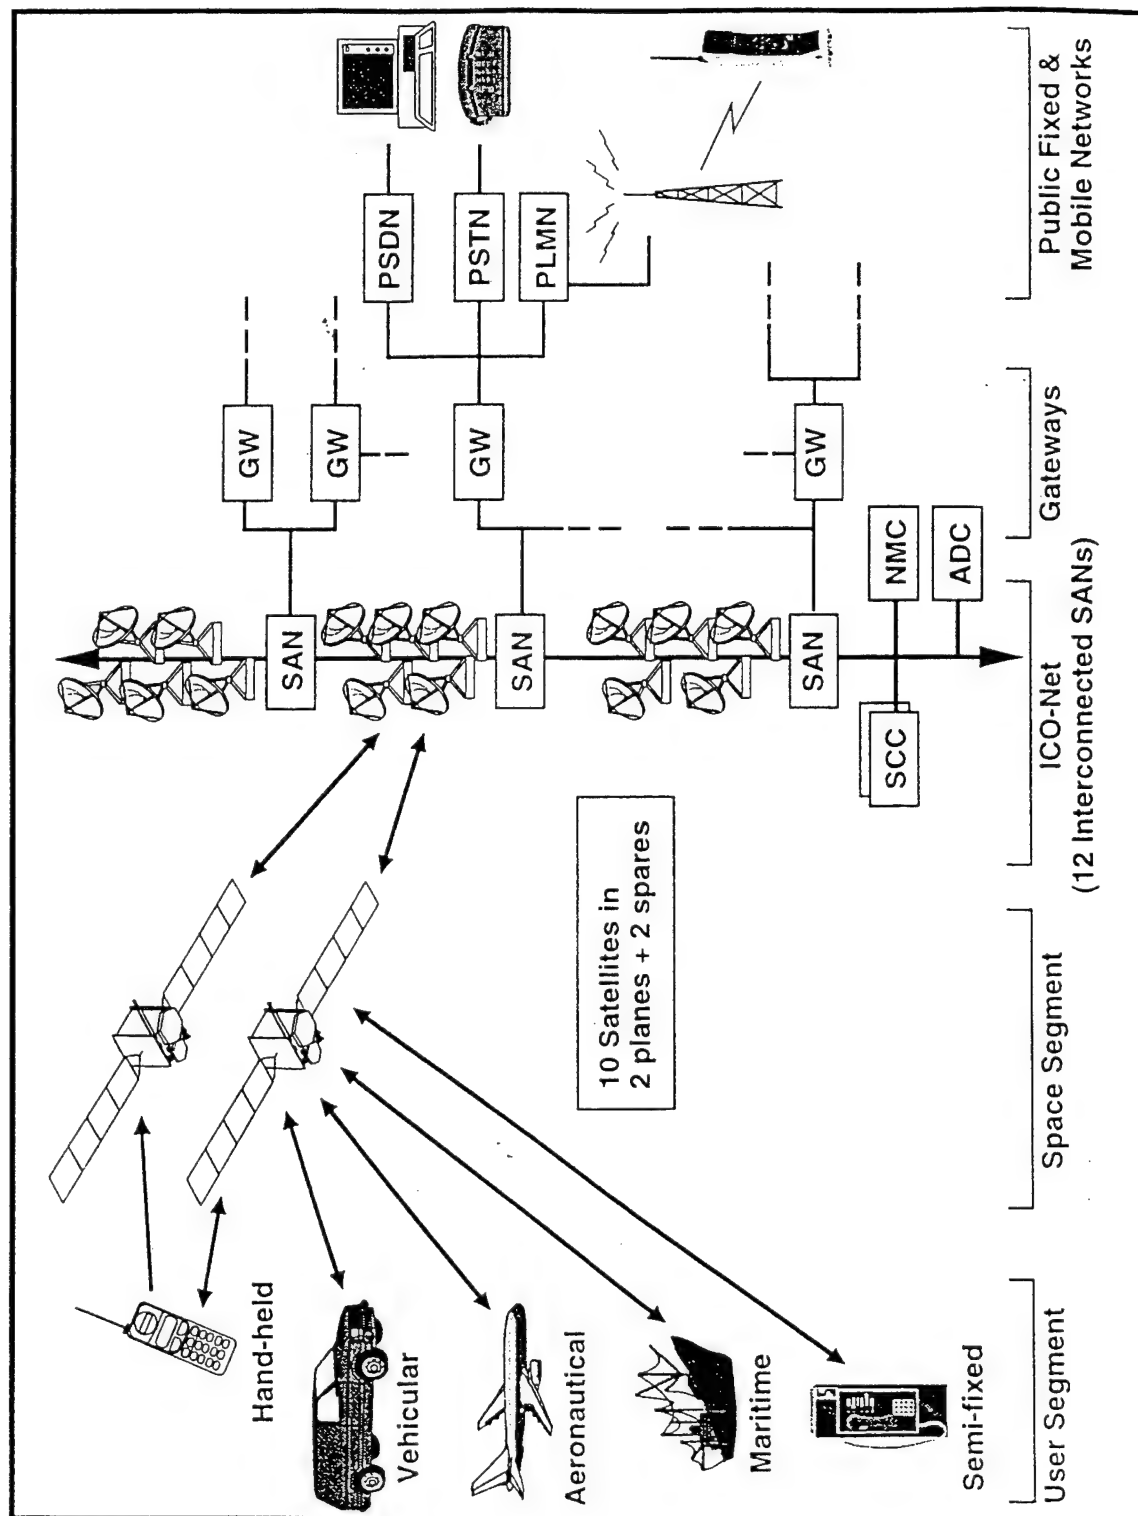 Hand-held
Vehicular
Aeronautical
Maritime
Semi-fixed
User Segment
10 Satellites in
2 planes + 2 spares
Space Segment
SAN
SAN
SAN
SCC
NMC
ADC
ICO-Net
(12 Interconnected SANs)
GW
GW
GW
GW
Gateways
PSDN
PSTN
PLMN
Public Fixed &
Mobile Networks